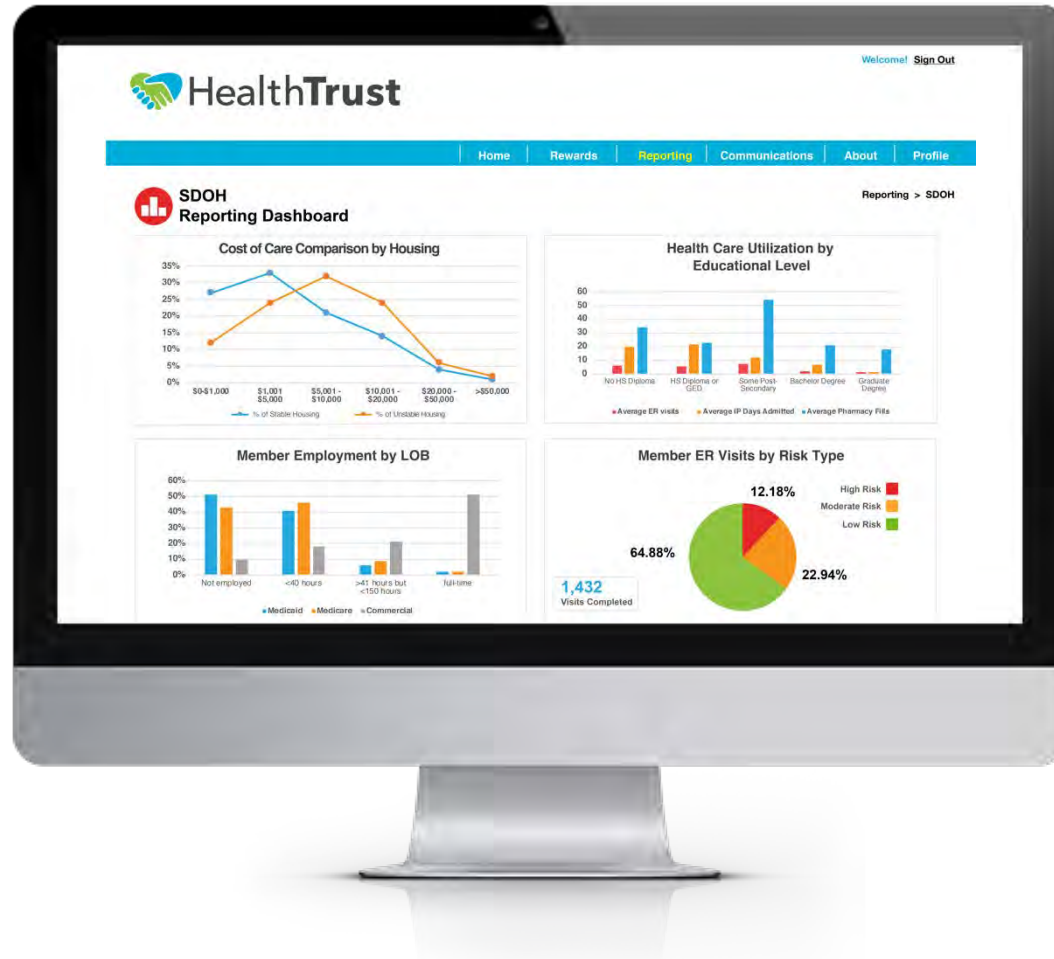 Welcome! Sign Out
HealthTrust
Home Rewards Reporting Communications About Profile
SDOH
Reporting Dashboard
Reporting > SDOH
Cost of Care Comparison by Housing
35%
30%
25%
20%
15%
10%
5%
0%
$0-$1,000 $1,001 $5,001 - $10,001 - $20,000 - >$50,000
$5,000 $10,000 $20,000 $50,000
% of Stable Housing % of Unstable Housing
Health Care Utilization by
Educational Level
60
50
40
30
20
10
0
No HS Diploma HS Diploma or Some Post- Bachelor Degree Graduate
GED Secondary Degree
Average ER visits Average IP Days Admitted Average Pharmacy Fills
Member Employment by LOB
60%
50%
40%
30%
20%
10%
0%
Not employed <40 hours >41 hours but full-time
<150 hours
Medicaid Medicare Commercial
Member ER Visits by Risk Type
12.18%
High Risk
Moderate Risk
Low Risk
64.88%
22.94%
1,432
Visits Completed